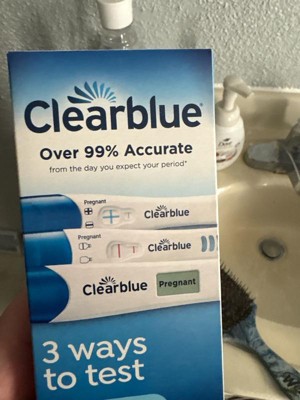 Clearblue
Over 99% Accurate
from the day you expect your period*
Pregnant
Clearblue
Pregnant
Clearblue
Clearblue
Pregnant
3 ways
to test